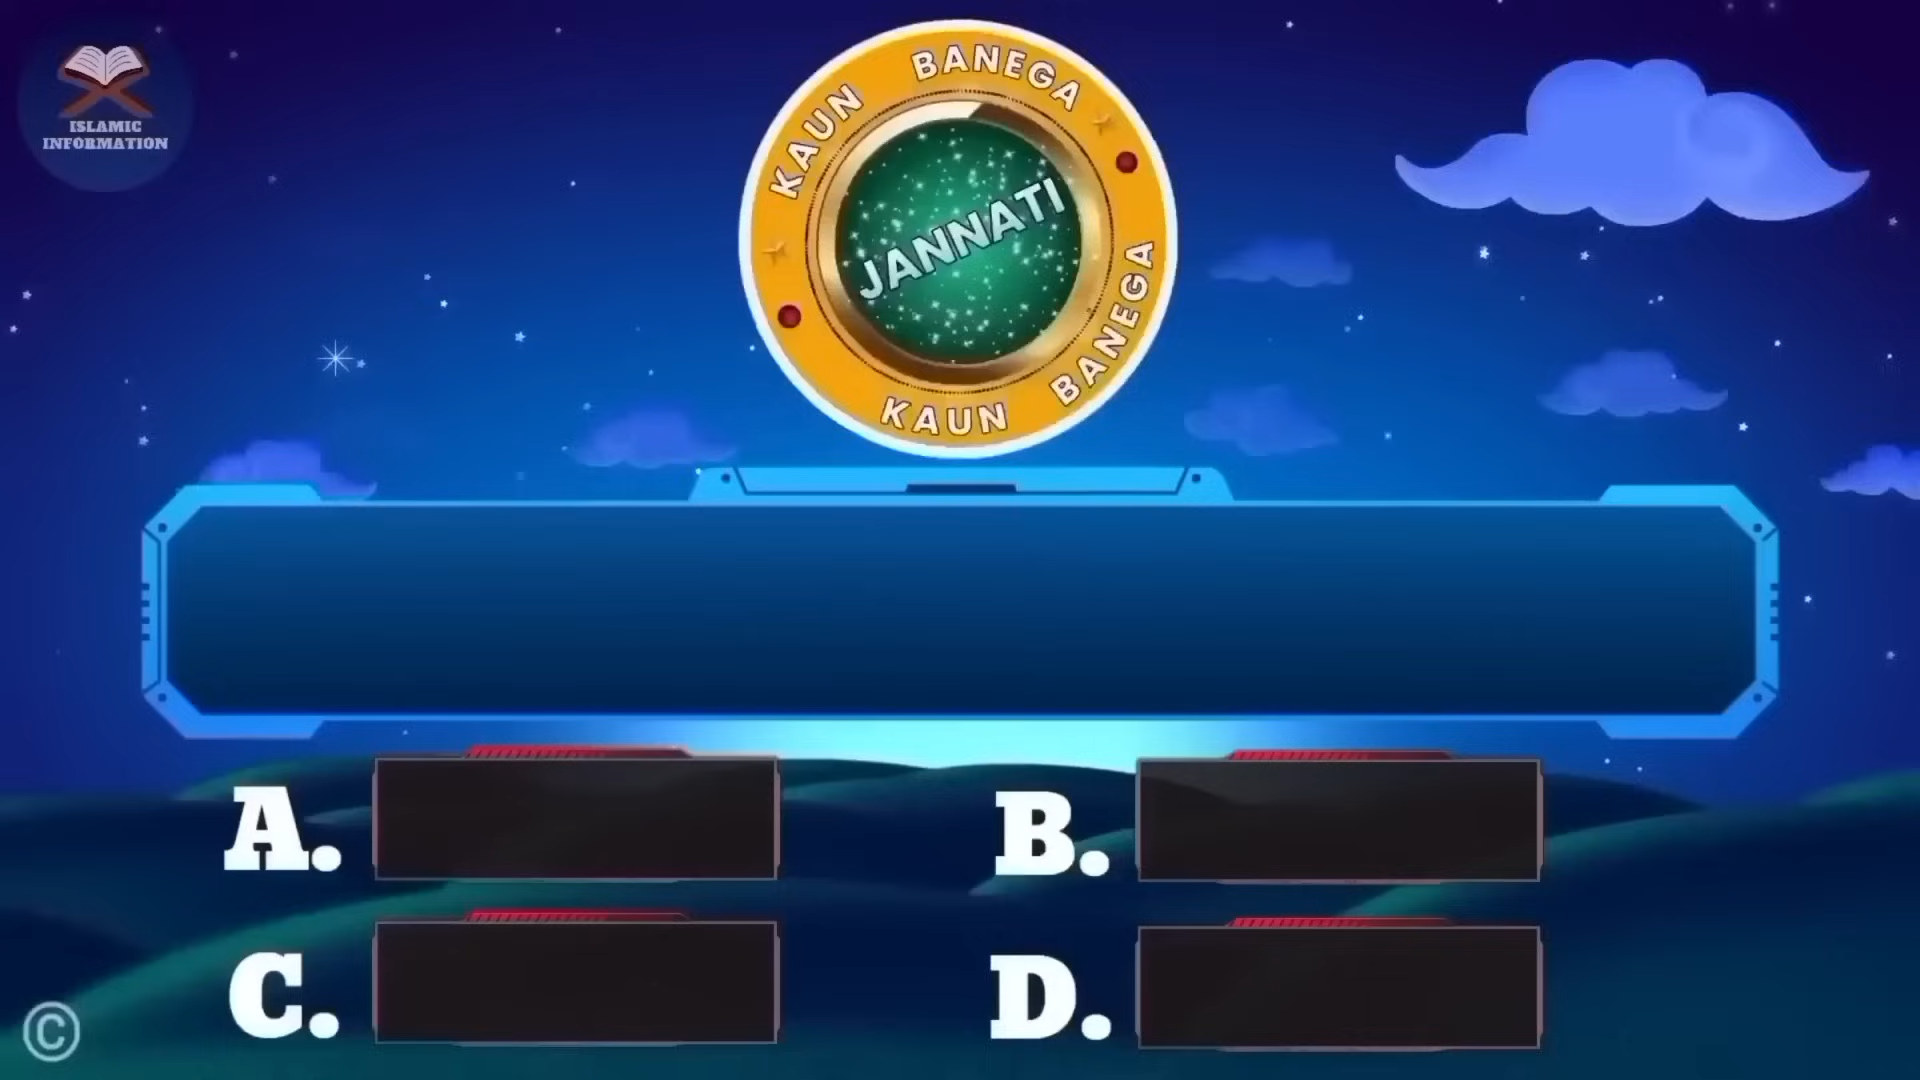 ISLAMIC
INFORMATION
KAUN BANEGA
JANNATI
KAUN BANEGA
A.
B.
C.
D.
©